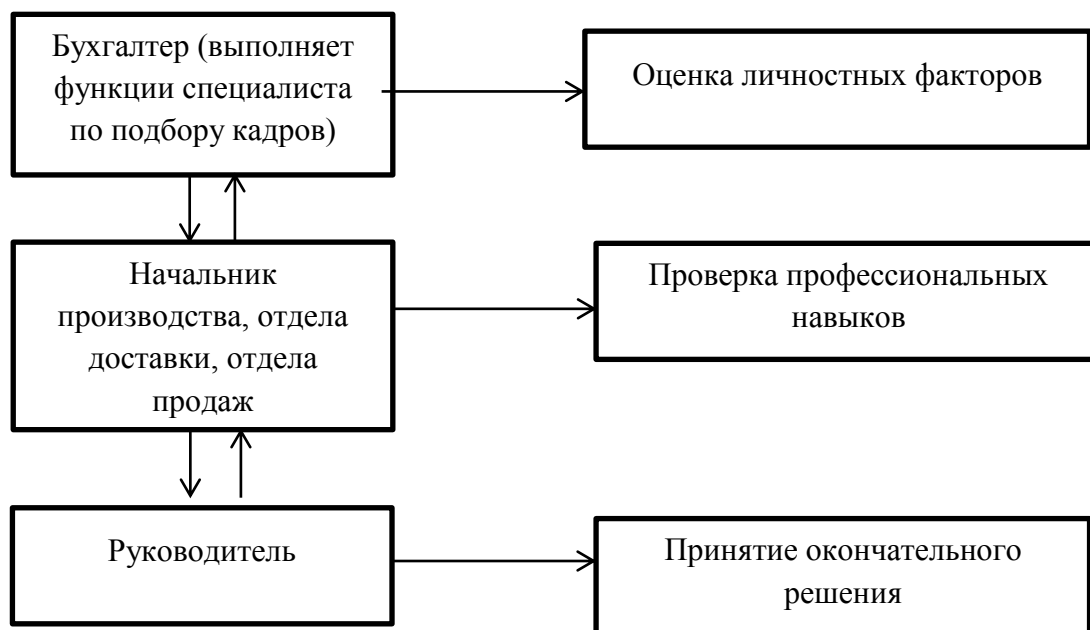 Бухгалтер (выполняет
функции специалиста
по подбору кадров)
Оценка личностных факторов
Начальник
производства, отдела
доставки, отдела
продаж
Проверка профессиональных
навыков
Руководитель
Принятие окончательного
решения